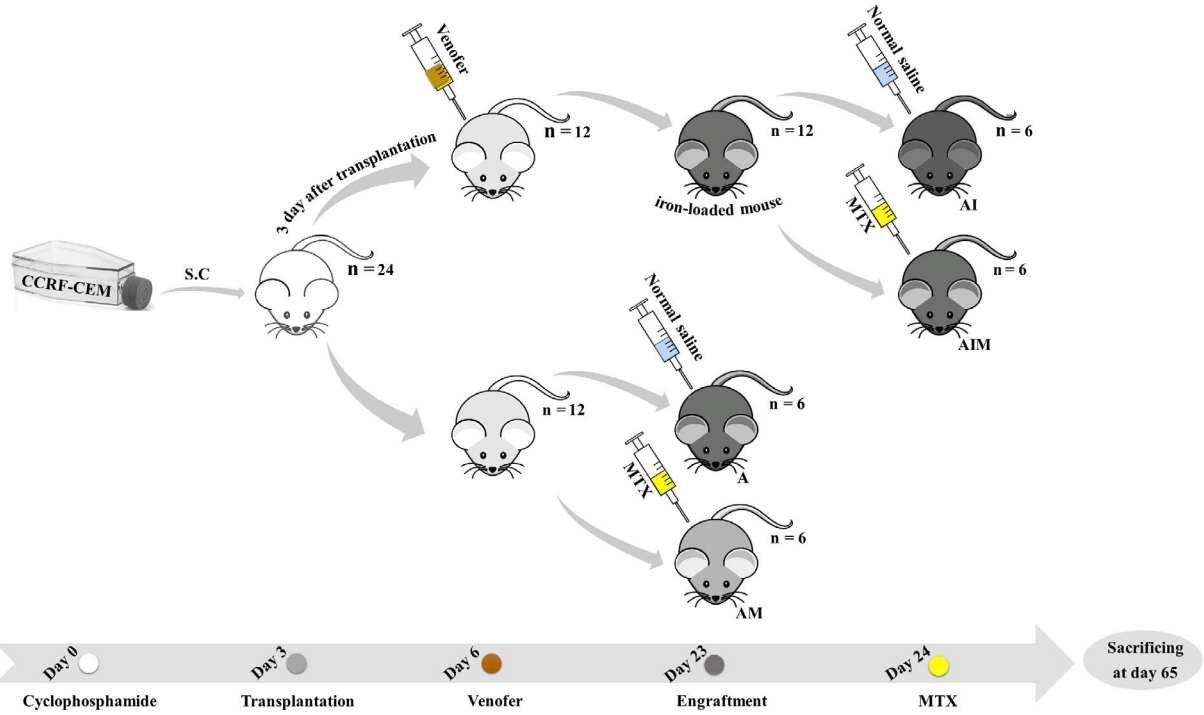 Venofer
n = 12
n = 12
Normal saline
n = 6
3 day after transplantation
iron-loaded mouse
AI
MTX
CCRF-CEM
S.C
n = 24
n = 6
AIM
Normal saline
n = 12
n = 6
A
MTX
n = 6
AM
Day 0
Day 3
Day 6
Day 23
Day 24
Sacrificing
at day 65
Cyclophosphamide
Transplantation
Venofer
Engraftment
MTX